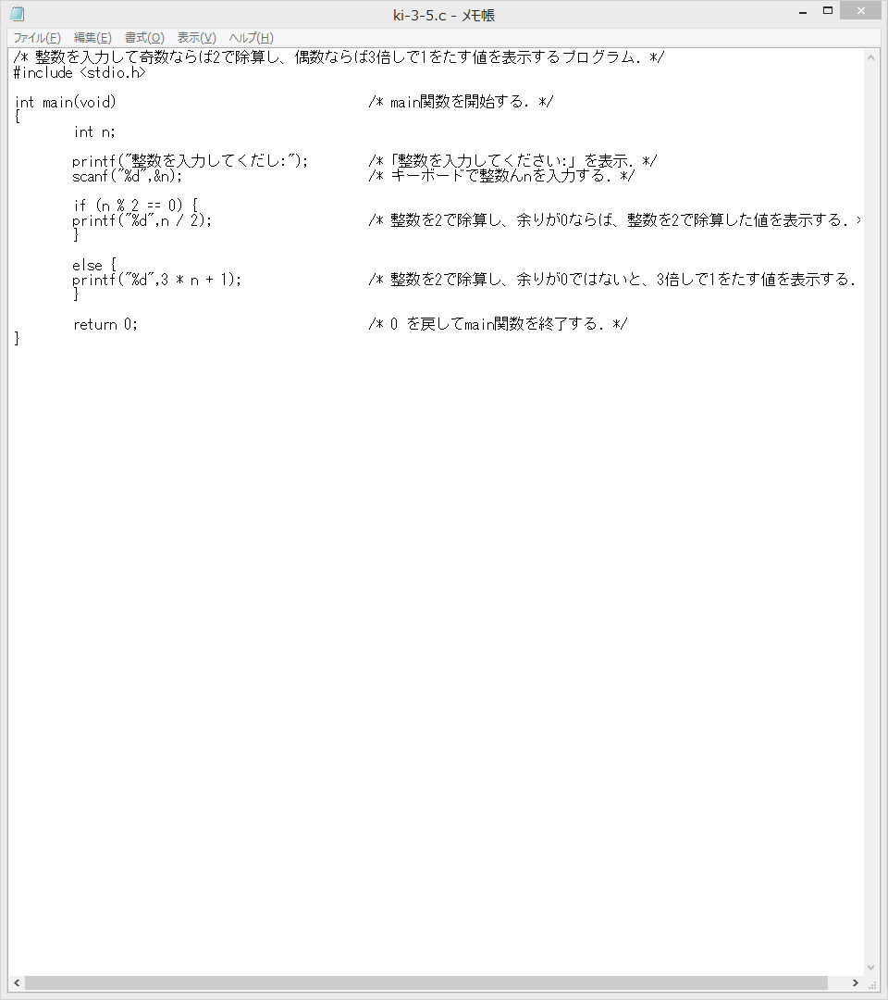 ki-3-5.c - メモ帳
ファイル(F) 編集(E) 書式(O) 表示(V) ヘルプ(H)
/* 整数を入力して奇数ならば2で除算し、偶数ならば3倍しで1をたす値を表示するプログラム. */
#include <stdio.h>
int main(void) /* main関数を開始する. */
{
int n;
printf("整数を入力してくだし:"); /*「整数を入力してください:」を表示. */
scanf("%d",&n); /* キーボードで整数んnを入力する. */
if (n % 2 == 0) {
printf("%d",n / 2); /* 整数を2で除算し、余りが0ならば、整数を2で除算した値を表示する.
}
else {
printf("%d",3 * n + 1); /* 整数を2で除算し、余りが0ではないと、3倍しで1をたす値を表示する.
}
return 0; /* 0 を戻してmain関数を終了する. */
}